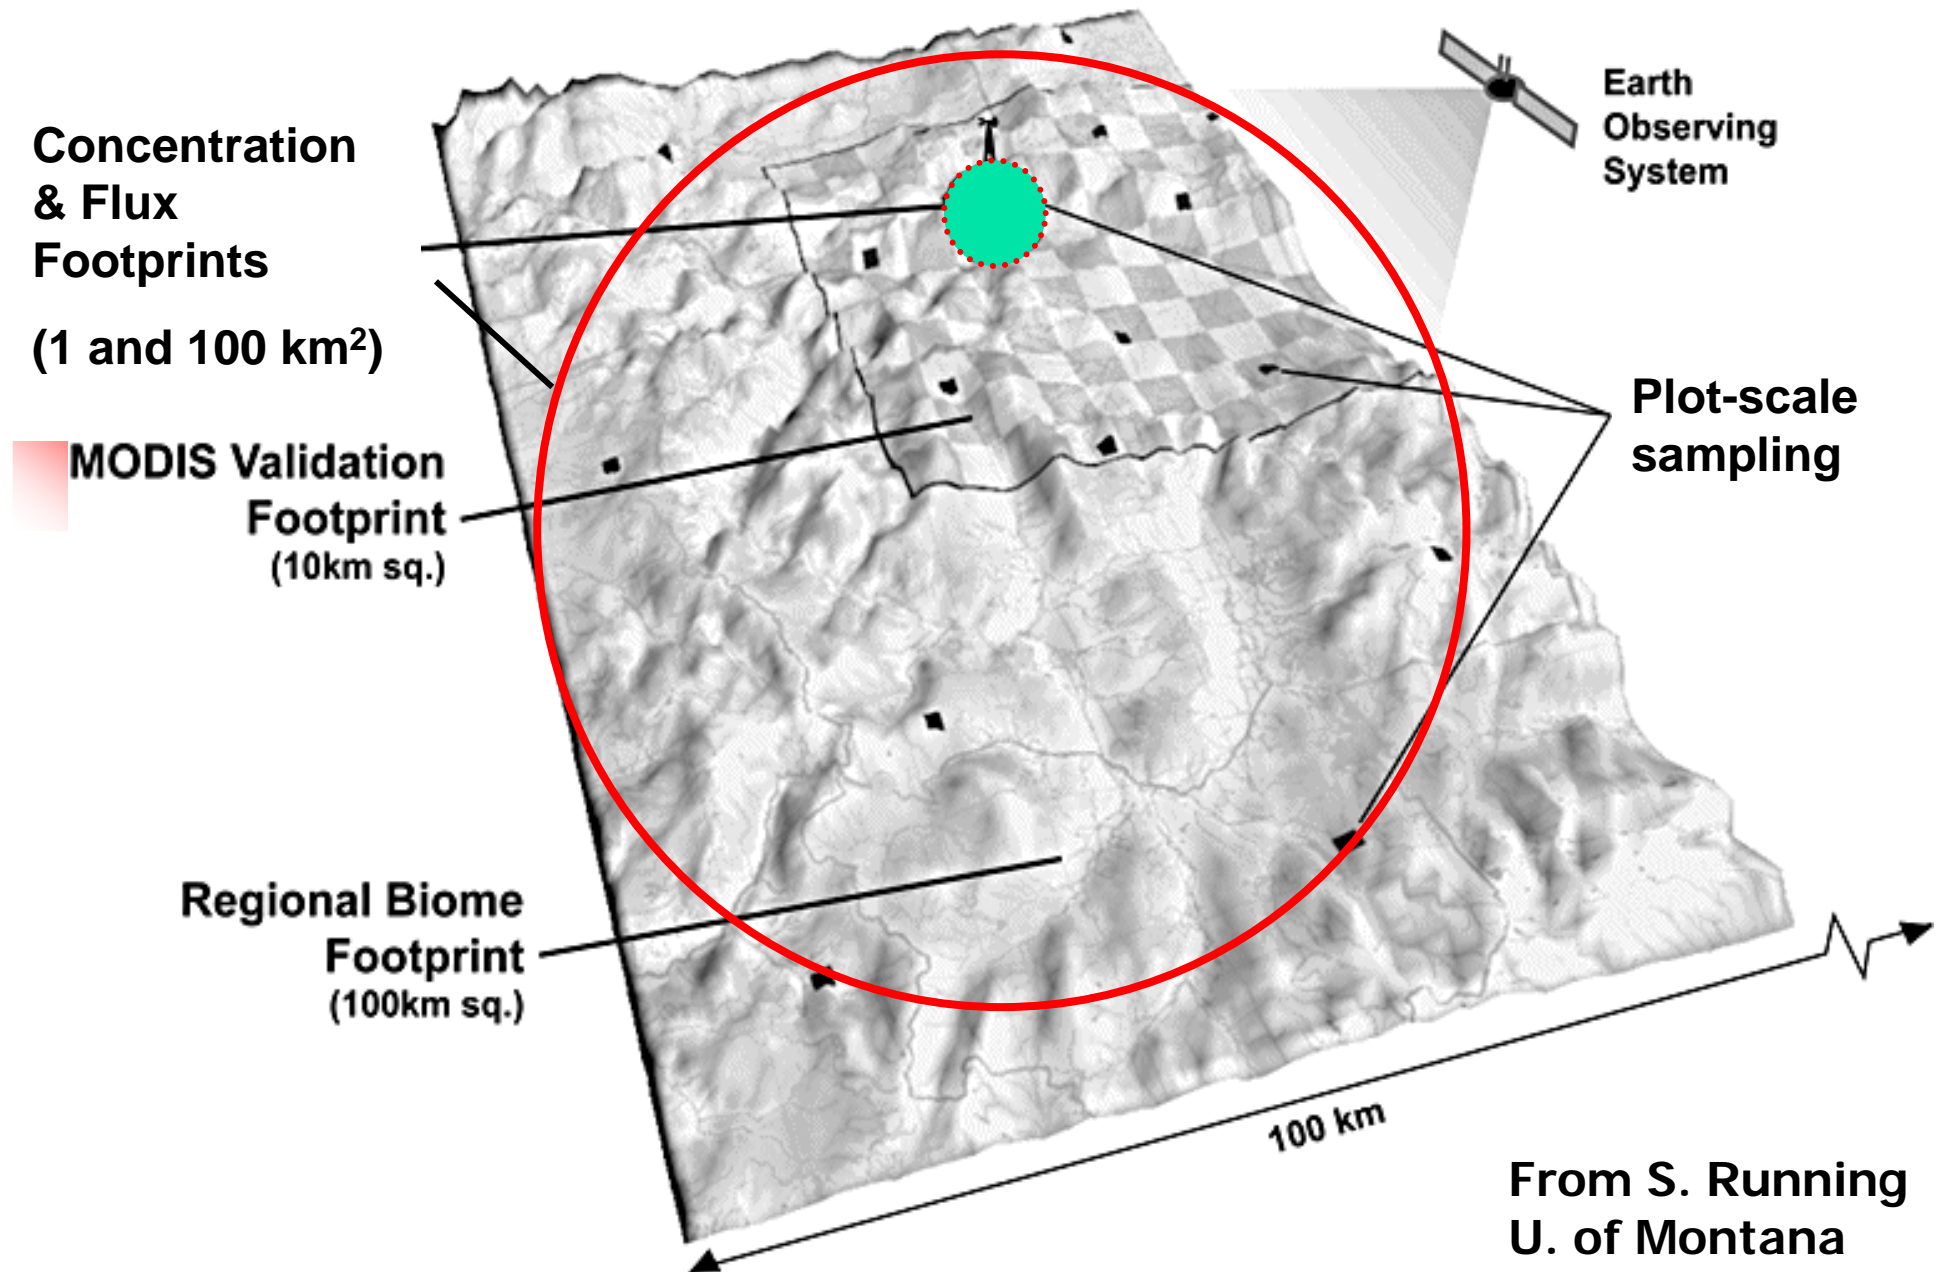 Concentration
& Flux
Footprints
(1 and 100 km²)
Earth
Observing
System
MODIS Validation
Footprint
(10km sq.)
Plot-scale
sampling
Regional Biome
Footprint
(100km sq.)
100 km
From S. Running
U. of Montana